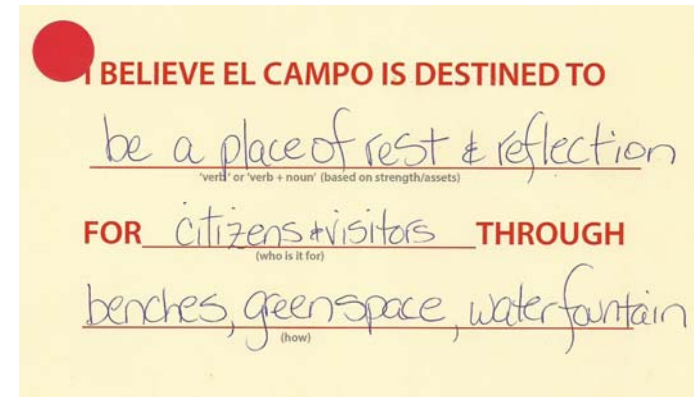 I BELIEVE EL CAMPO IS DESTINED TO
be a place of rest & reflection
'verb' or 'verb + noun' (based on strength/assets)
FOR citizens & visitors THROUGH
(who is it for)
benches, greenspace, water fountain
(how)